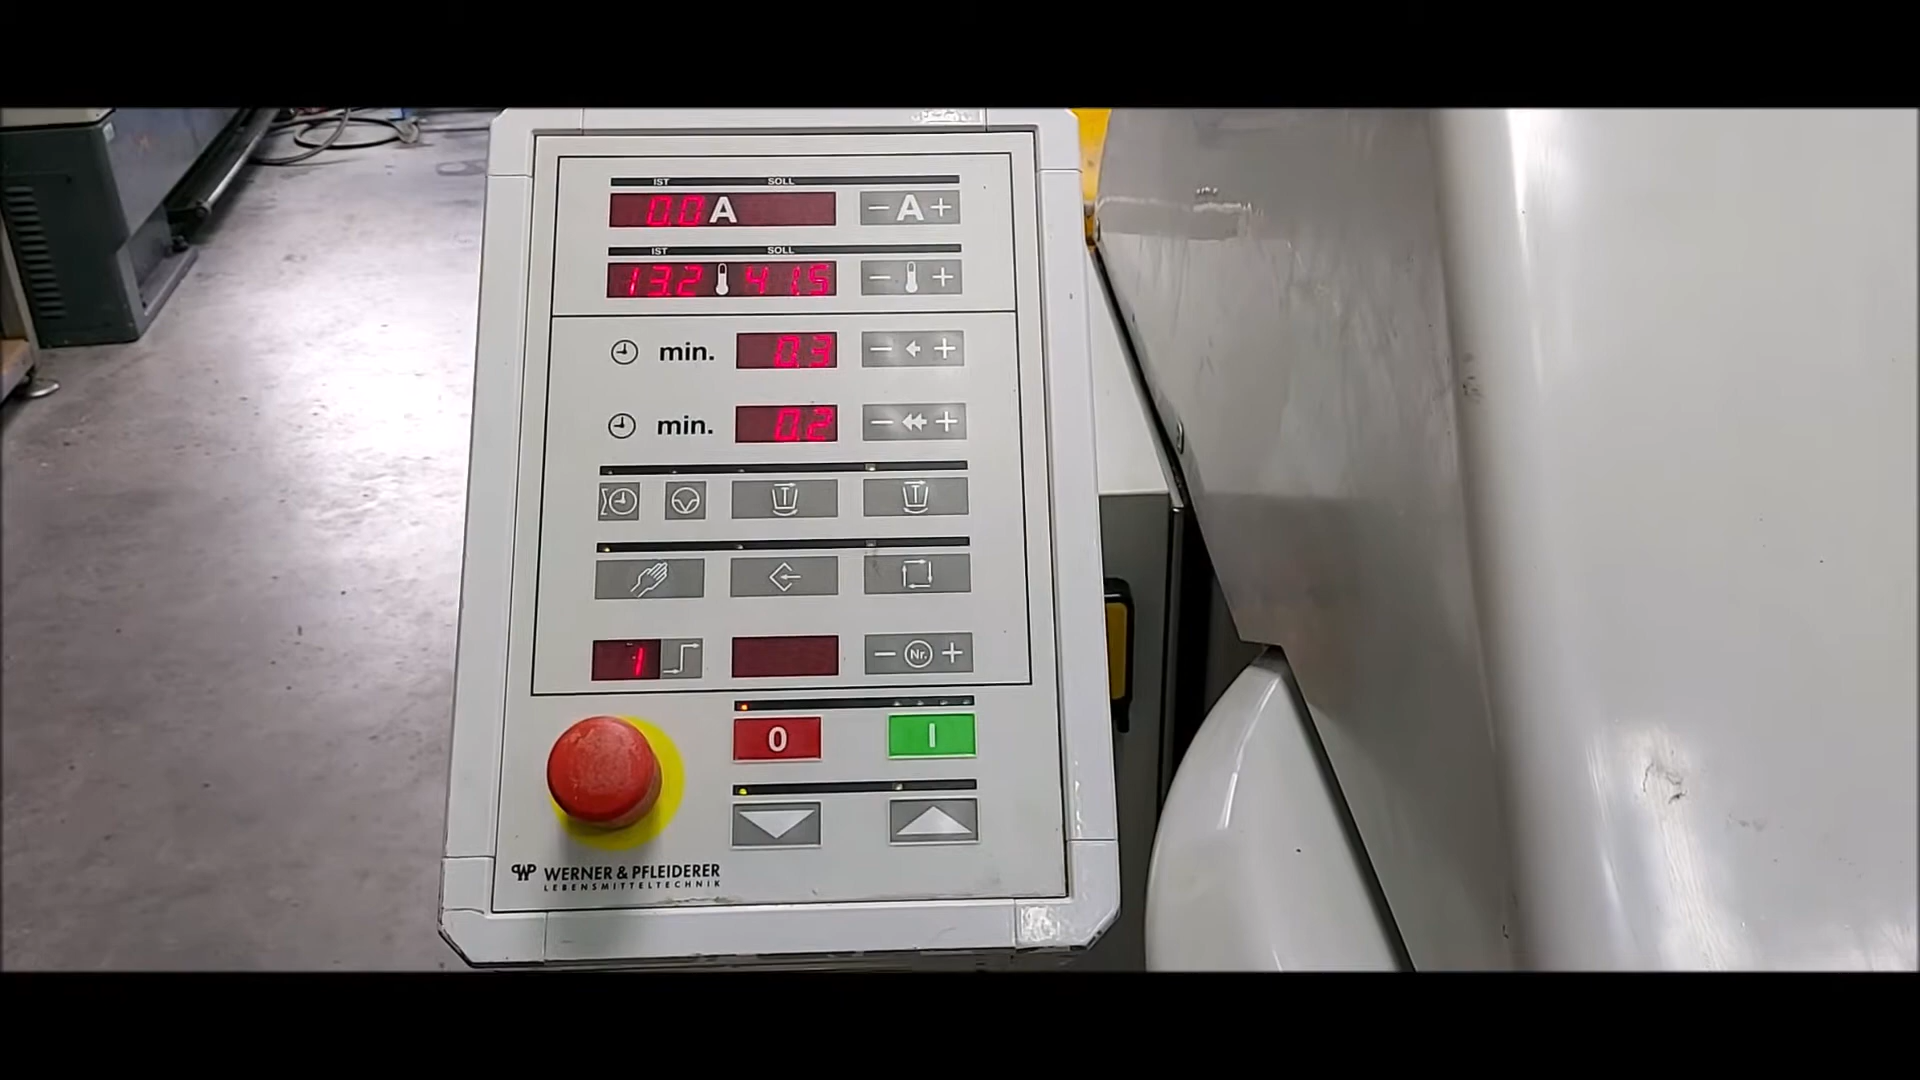 IST SOLL
0.0 A
- A +
IST SOLL
13.2 41.5
- +
min. 0.3
- +
min. 0.2
- +
T T
1
- Nr. +
0 I
WP WERNER & PFLEIDERER
LEBENSMITTELTECHNIK